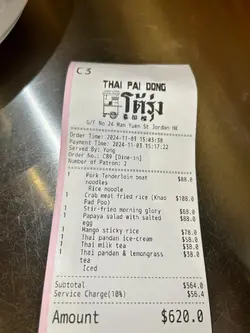 C3
THAI PAI DONG
โต้รุ่ง
G/F No 24 Man Yuen St Jordan HK
Order Time: 2024-11-03 15:03:38
Payment Time: 2024-11-03 15:17:22
Served By: Yong
Order No.: C89 [Dine-in]
Number of Patron: 2
1 Pork Tenderloin boat noodles $88.0
Rice noodle
1 Crab meat fried rice (Khao Pad Poo) $108.0
1 Stir-fried morning glory $68.0
1 Papaya salad with salted egg $88.0
1 Mango sticky rice $78.0
1 Thai pandan ice-cream $58.0
1 Thai milk tea $38.0
1 Thai pandan & lemongrass tea $38.0
Iced
Subtotal $564.0
Service Charge(10%) $56.4
Amount $620.0